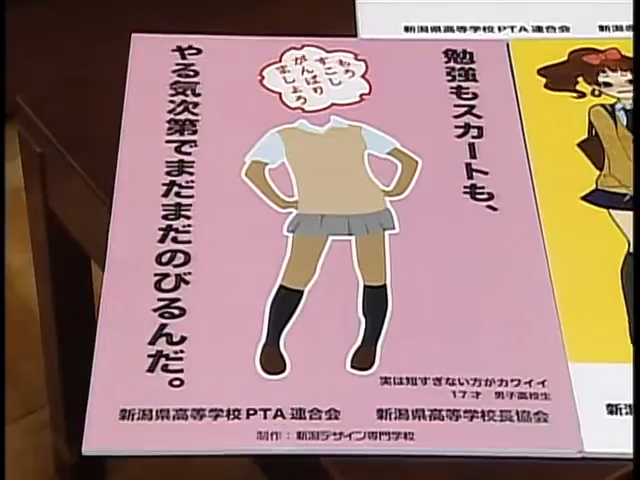 新潟県高等学校PTA連合会
勉強もスカートも、
やる気次第でまだまだのびるんだ。
もう
すこし
がんばり
ましょう
実は短すぎない方がカワイイ
17才 男子高校生
新潟県高等学校PTA連合会 新潟県高等学校長協会
制作：新潟デザイン専門学校